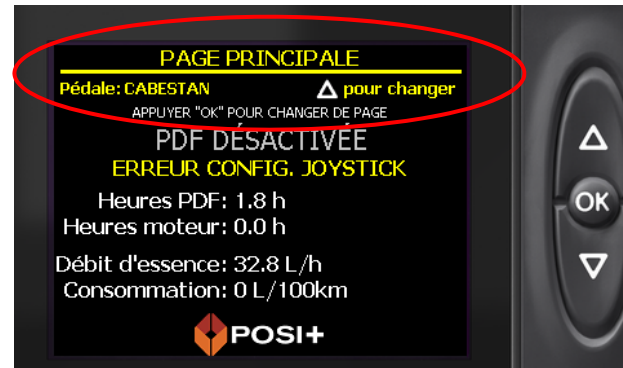 PAGE PRINCIPALE
Pédale: CABESTAN △ pour changer
APPUYER "OK" POUR CHANGER DE PAGE
PDF DÉSACTIVÉE
ERREUR CONFIG. JOYSTICK
Heures PDF: 1.8 h
Heures moteur: 0.0 h
OK
Débit d'essence: 32.8 L/h
Consommation: 0 L/100km
POSI+